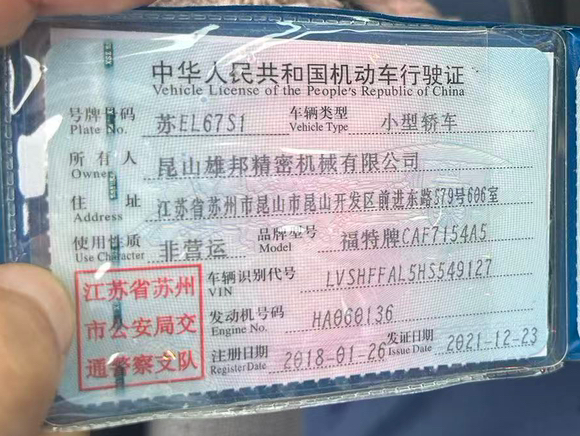 中华人民共和国机动车行驶证
Vehicle License of the People's Republic of China
号牌号码 Plate No. 苏EL67S1 车辆类型 Vehicle Type 小型轿车
所有人 Owner 昆山雄邦精密机械有限公司
住址 Address 江苏省苏州市昆山市昆山开发区前进东路579号606室
使用性质 Use Character 非营运 品牌型号 Model 福特牌CAF7154A5
车辆识别代号 VIN LVSHFFAL5HS549127
发动机号码 Engine No. HA060136
注册日期 Register Date 2018-01-26 发证日期 Issue Date 2021-12-23
江苏省苏州
市公安局交
通警察支队